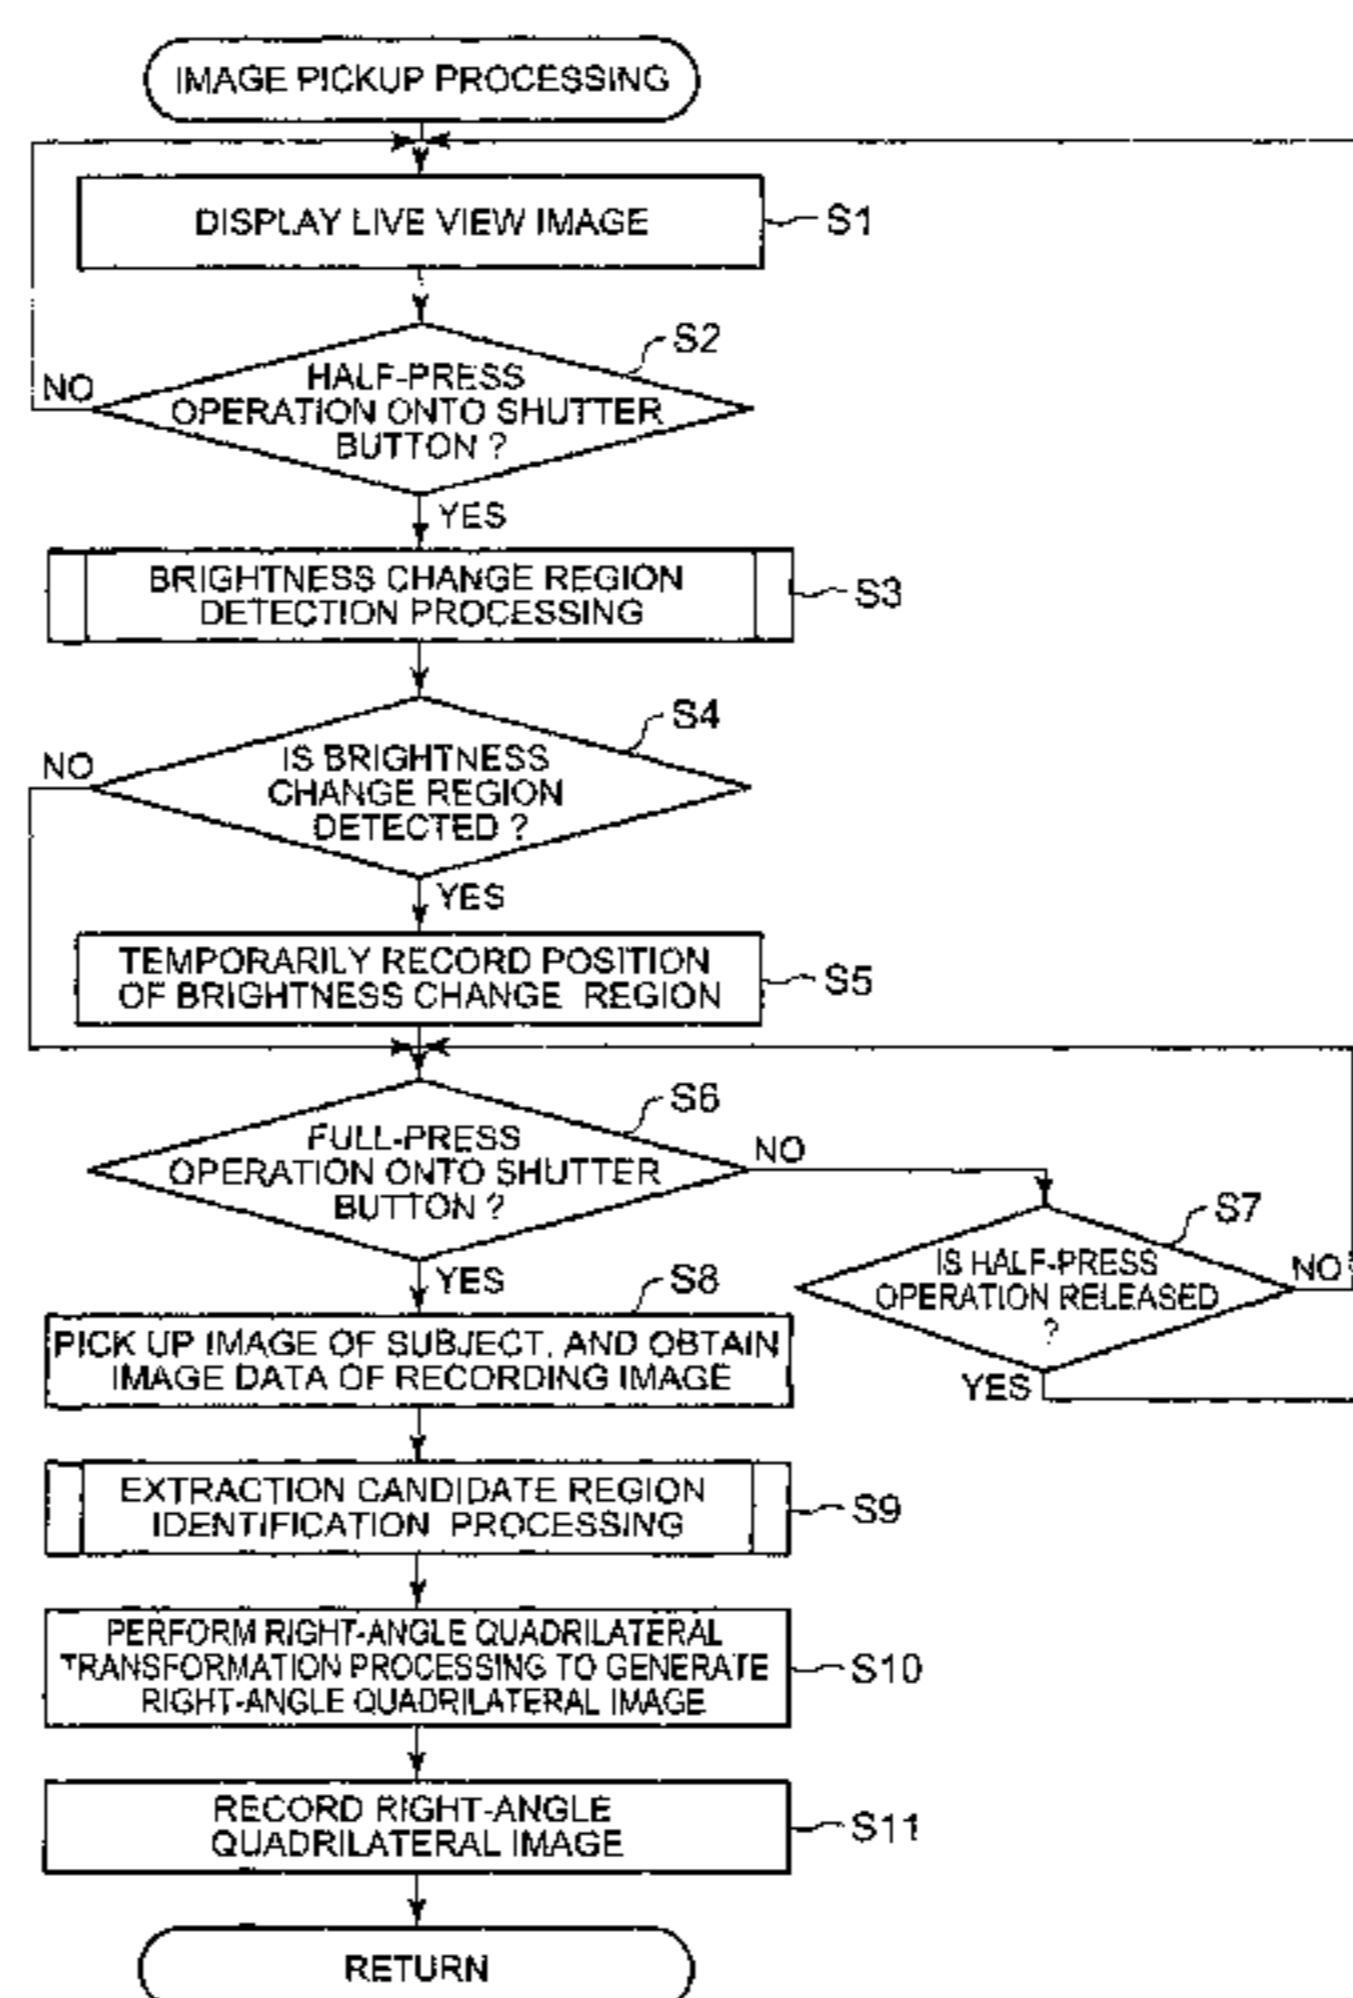 IMAGE PICKUP PROCESSING
DISPLAY LIVE VIEW IMAGE
S1
S2
HALF-PRESS
OPERATION ONTO SHUTTER
BUTTON ?
NO
YES
BRIGHTNESS CHANGE REGION
DETECTION PROCESSING
S3
S4
IS BRIGHTNESS
CHANGE REGION
DETECTED ?
NO
YES
TEMPORARILY RECORD POSITION
OF BRIGHTNESS CHANGE REGION
S5
S6
FULL-PRESS
OPERATION ONTO SHUTTER
BUTTON ?
NO
YES
S7
IS HALF-PRESS
OPERATION RELEASED
?
NO
YES
S8
PICK UP IMAGE OF SUBJECT, AND OBTAIN
IMAGE DATA OF RECORDING IMAGE
EXTRACTION CANDIDATE REGION
IDENTIFICATION PROCESSING
S9
PERFORM RIGHT-ANGLE QUADRILATERAL
TRANSFORMATION PROCESSING TO GENERATE
RIGHT-ANGLE QUADRILATERAL IMAGE
S10
RECORD RIGHT-ANGLE
QUADRILATERAL IMAGE
S11
RETURN